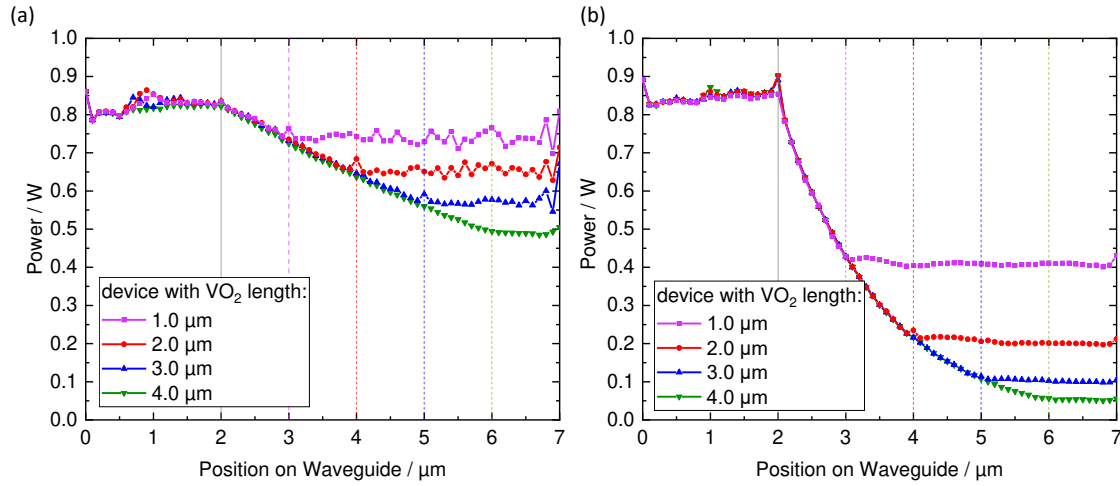 (a)
1.0
0.9
0.8
0.7
0.6
0.5
0.4
0.3
0.2
0.1
0.0
Power / W
device with VO₂ length:
1.0 µm
2.0 µm
3.0 µm
4.0 µm
0 1 2 3 4 5 6 7
Position on Waveguide / µm
(b)
1.0
0.9
0.8
0.7
0.6
0.5
0.4
0.3
0.2
0.1
0.0
Power / W
device with VO₂ length:
1.0 µm
2.0 µm
3.0 µm
4.0 µm
0 1 2 3 4 5 6 7
Position on Waveguide / µm